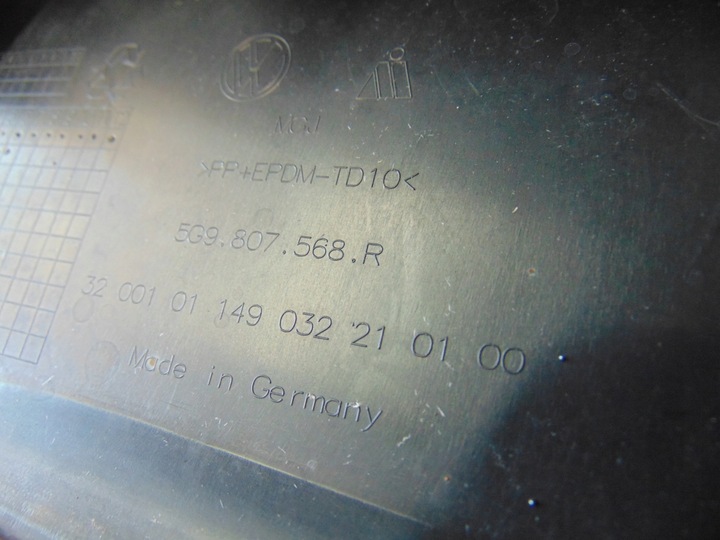 >PP+EPDM-TD10<
5G9.807.568.R
32 001 01 149 032 21 01 00
Made in Germany